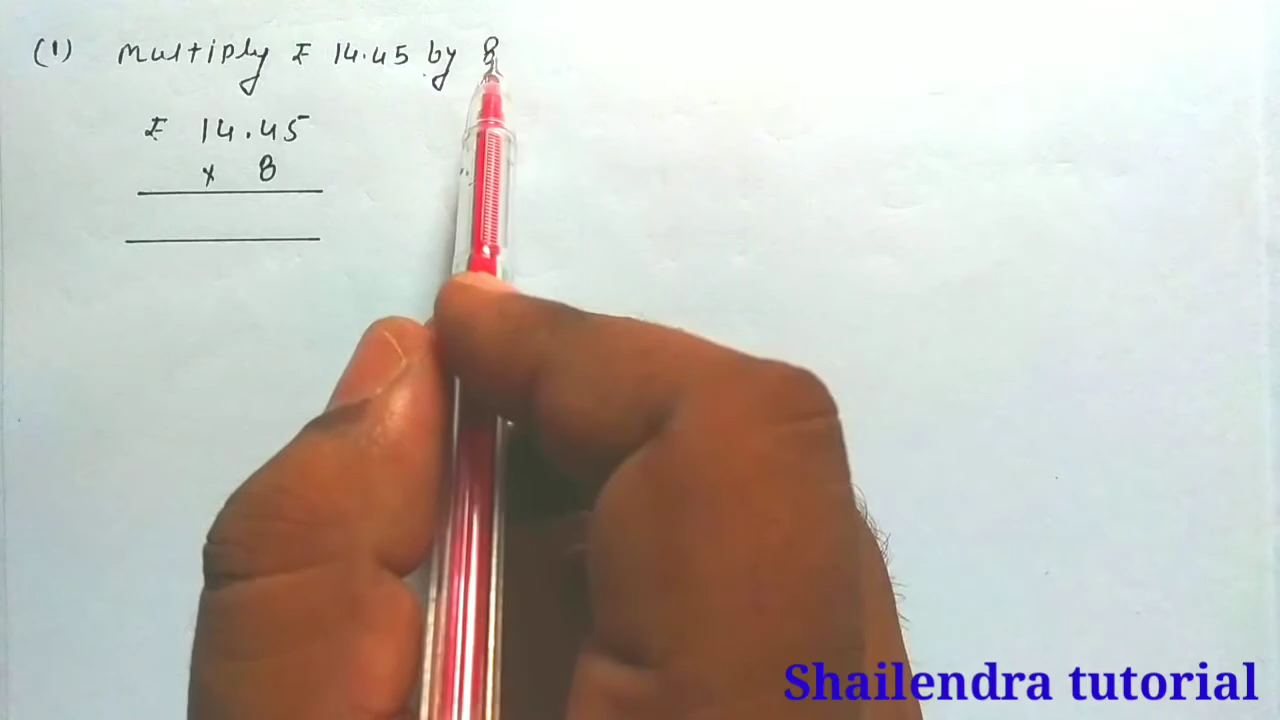 (1) Multiply ₹ 14.45 by 8
₹ 14.45
× 8
Shailendra tutorial